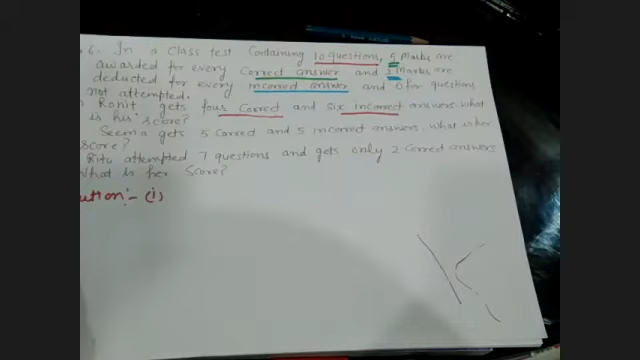 6. In a class test containing 10 questions, 5 Marks are
awarded for every correct answer and 2 Marks are
deducted for every incorrect answer and 0 for questions
not attempted.
Rohit gets four correct and six incorrect answers. what
is his score?
Seema gets 5 correct and 5 incorrect answers, what is her
score?
Ritu attempted 7 questions and gets only 2 correct answers
What is her score?
ution:- (i)